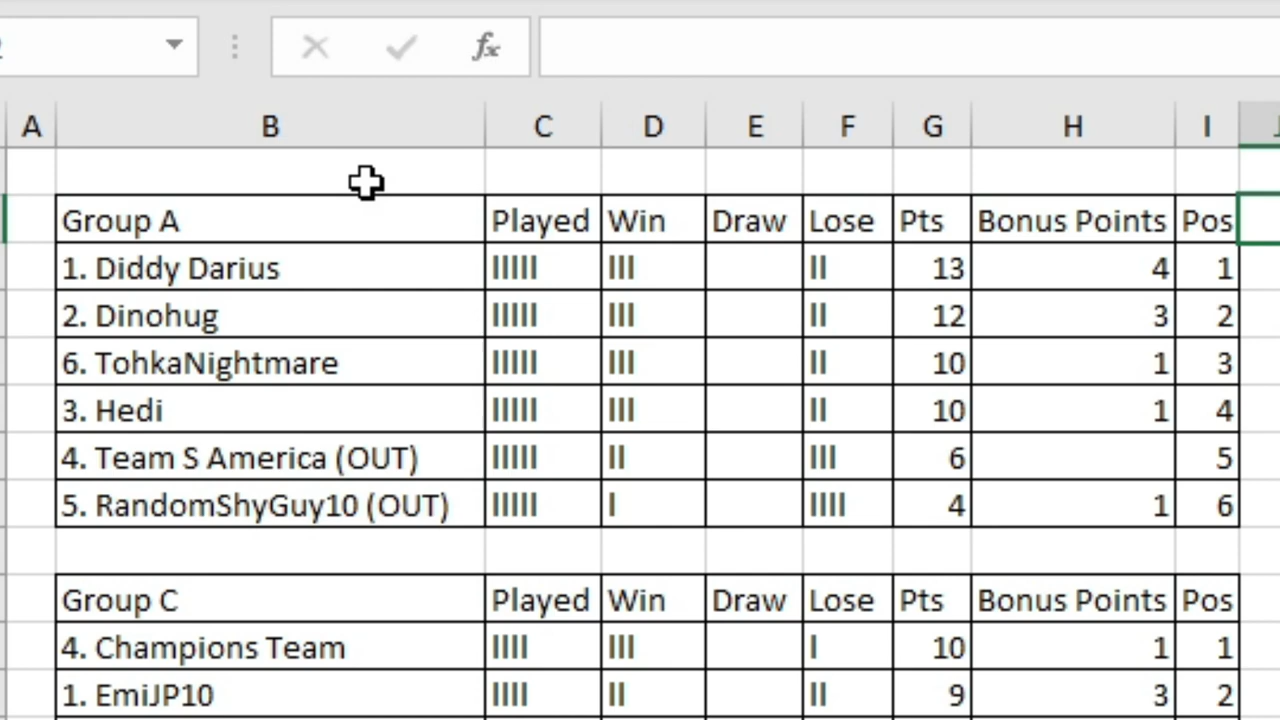 fx
A B C D E F G H I
Group A Played Win Draw Lose Pts Bonus Points Pos
1. Diddy Darius IIIII III II 13 4 1
2. Dinohug IIIII III II 12 3 2
6. TohkaNightmare IIIII III II 10 1 3
3. Hedi IIIII III II 10 1 4
4. Team S America (OUT) IIIII II III 6 5
5. RandomShyGuy10 (OUT) IIIII I IIII 4 1 6
Group C Played Win Draw Lose Pts Bonus Points Pos
4. Champions Team IIII III I 10 1 1
1. EmiJP10 IIII II II 9 3 2